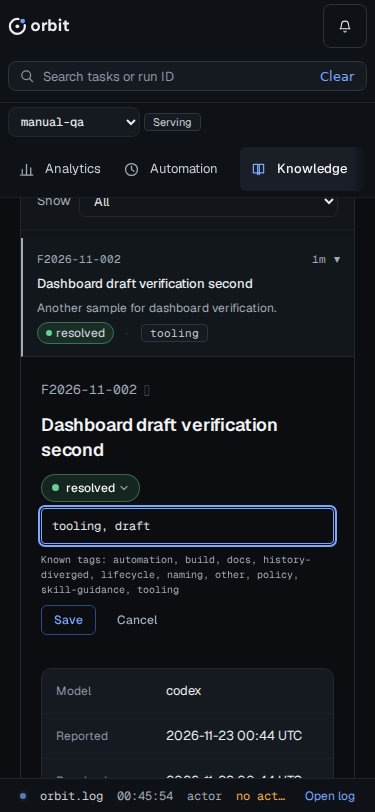 orbit
Search tasks or run ID
Clear
manual-qa
Serving
Analytics
Automation
Knowledge
Show
All
F2026-11-002
1m ▼
Dashboard draft verification second
Another sample for dashboard verification.
resolved
·
tooling
F2026-11-002
Dashboard draft verification
second
resolved
tooling, draft
Known tags: automation, build, docs, history-
diverged, lifecycle, naming, other, policy,
skill-guidance, tooling
Save
Cancel
Model
codex
Reported
2026-11-23 00:44 UTC
orbit.log
00:45:54
actor
no act…
Open log